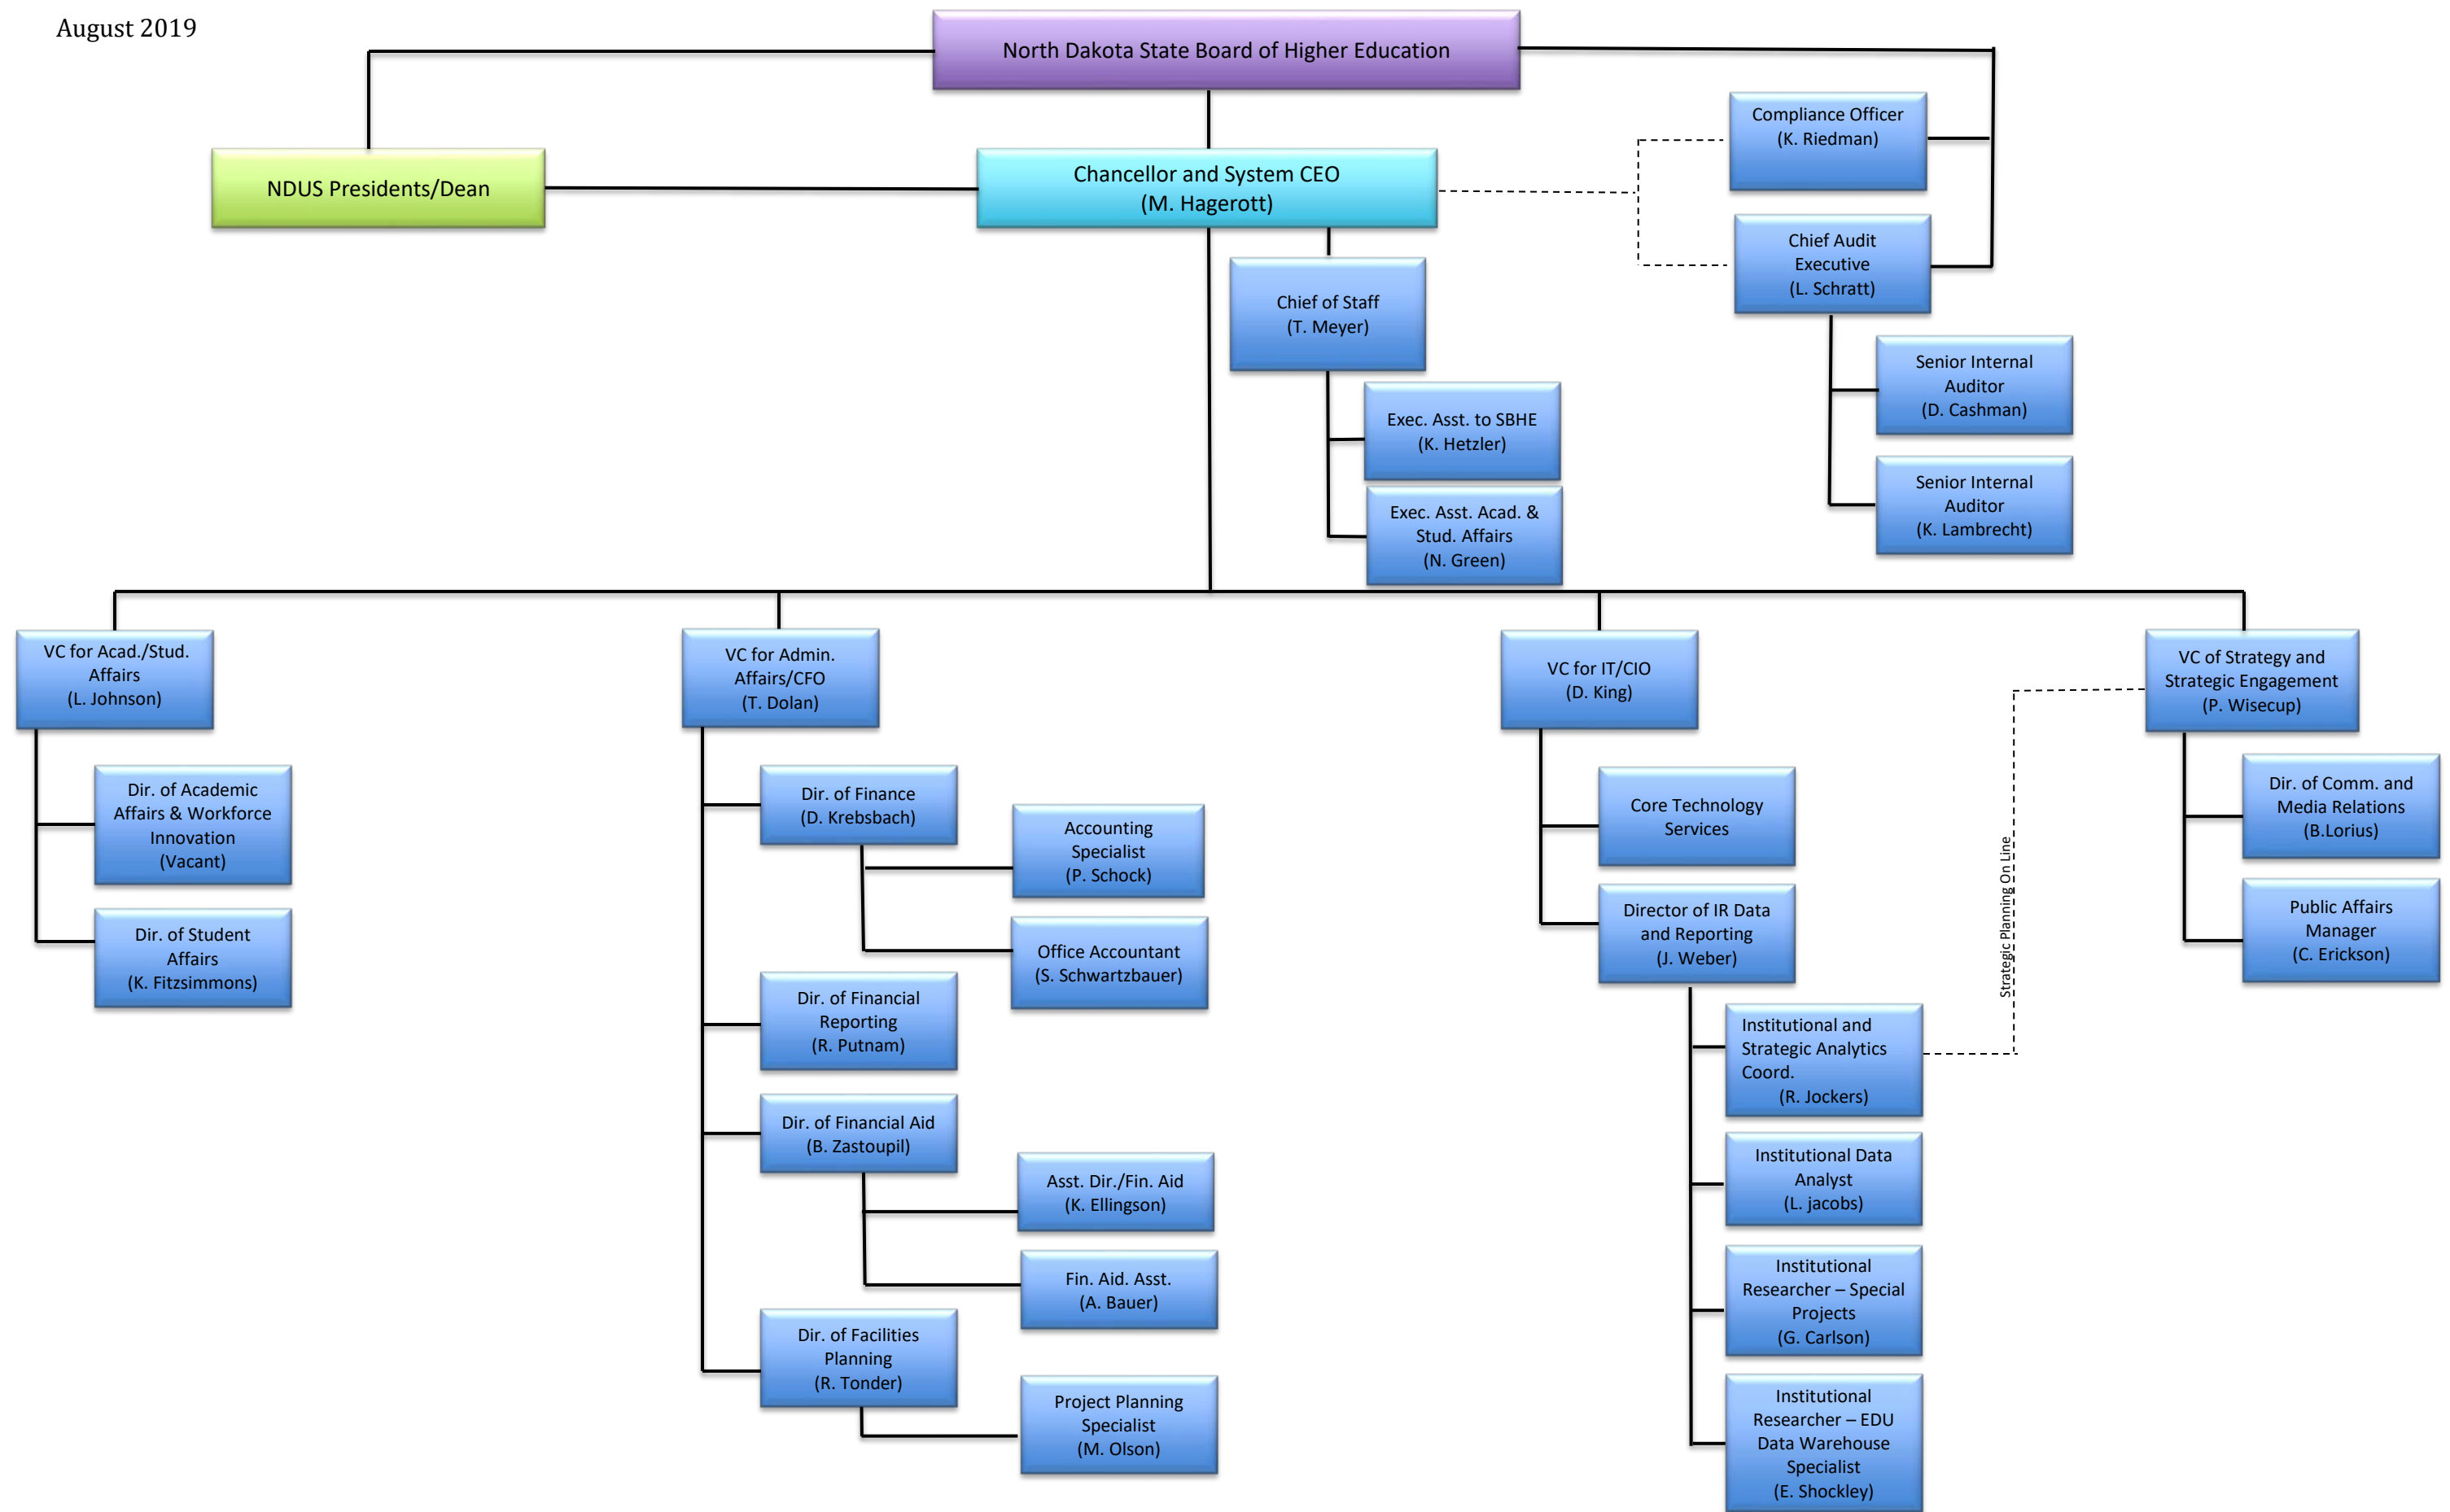 August 2019
North Dakota State Board of Higher Education
Compliance Officer
(K. Riedman)
NDUS Presidents/Dean
Chancellor and System CEO
(M. Hagerott)
Chief Audit
Executive
(L. Schratt)
Chief of Staff
(T. Meyer)
Senior Internal
Auditor
(D. Cashman)
Exec. Asst. to SBHE
(K. Hetzler)
Senior Internal
Auditor
(K. Lambrecht)
Exec. Asst. Acad. &
Stud. Affairs
(N. Green)
VC for Acad./Stud.
Affairs
(L. Johnson)
Dir. of Academic
Affairs & Workforce
Innovation
(Vacant)
Dir. of Student
Affairs
(K. Fitzsimmons)
VC for Admin.
Affairs/CFO
(T. Dolan)
Dir. of Finance
(D. Krebsbach)
Accounting
Specialist
(P. Schock)
Office Accountant
(S. Schwartzbauer)
Dir. of Financial
Reporting
(R. Putnam)
Dir. of Financial Aid
(B. Zastoupil)
Asst. Dir./Fin. Aid
(K. Ellingson)
Fin. Aid. Asst.
(A. Bauer)
Dir. of Facilities
Planning
(R. Tonder)
Project Planning
Specialist
(M. Olson)
VC for IT/CIO
(D. King)
Core Technology
Services
Director of IR Data
and Reporting
(J. Weber)
Institutional and
Strategic Analytics
Coord.
(R. Jockers)
Institutional Data
Analyst
(L. jacobs)
Institutional
Researcher – Special
Projects
(G. Carlson)
Institutional
Researcher – EDU
Data Warehouse
Specialist
(E. Shockley)
Strategic Planning On Line
VC of Strategy and
Strategic Engagement
(P. Wisecup)
Dir. of Comm. and
Media Relations
(B.Lorius)
Public Affairs
Manager
(C. Erickson)